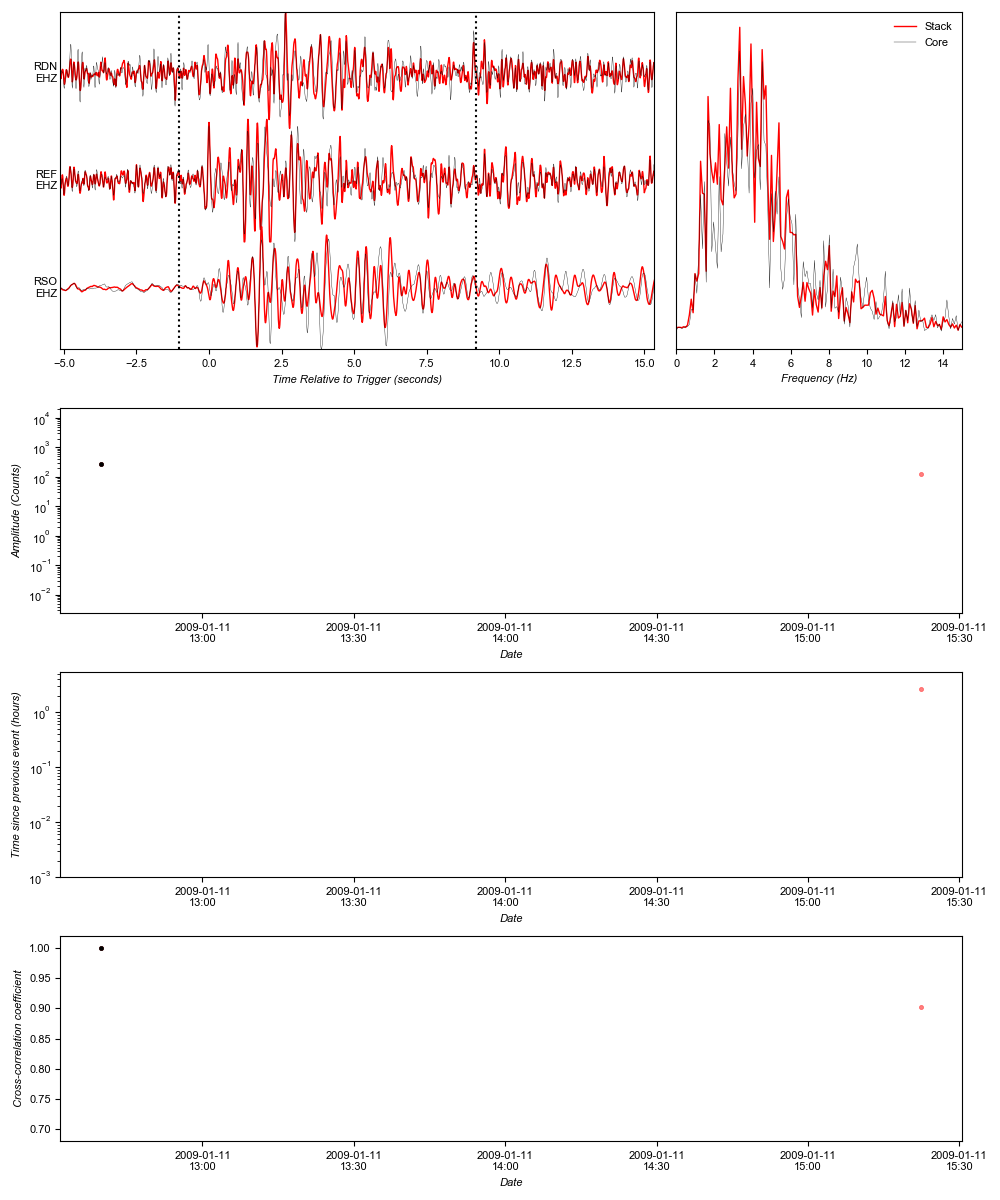 RDN
EHZ
REF
EHZ
RSO
EHZ
−5.0 −2.5 0.0 2.5 5.0 7.5 10.0 12.5 15.0
Time Relative to Trigger (seconds)
Stack
Core
0 2 4 6 8 10 12 14
Frequency (Hz)
10⁴
10³
10²
10¹
10⁰
10⁻¹
10⁻²
Amplitude (Counts)
2009-01-11 2009-01-11 2009-01-11 2009-01-11 2009-01-11 2009-01-11
13:00 13:30 14:00 14:30 15:00 15:30
Date
10⁰
10⁻¹
10⁻²
10⁻³
Time since previous event (hours)
2009-01-11 2009-01-11 2009-01-11 2009-01-11 2009-01-11 2009-01-11
13:00 13:30 14:00 14:30 15:00 15:30
Date
1.00
0.95
0.90
0.85
0.80
0.75
0.70
Cross-correlation coefficient
2009-01-11 2009-01-11 2009-01-11 2009-01-11 2009-01-11 2009-01-11
13:00 13:30 14:00 14:30 15:00 15:30
Date